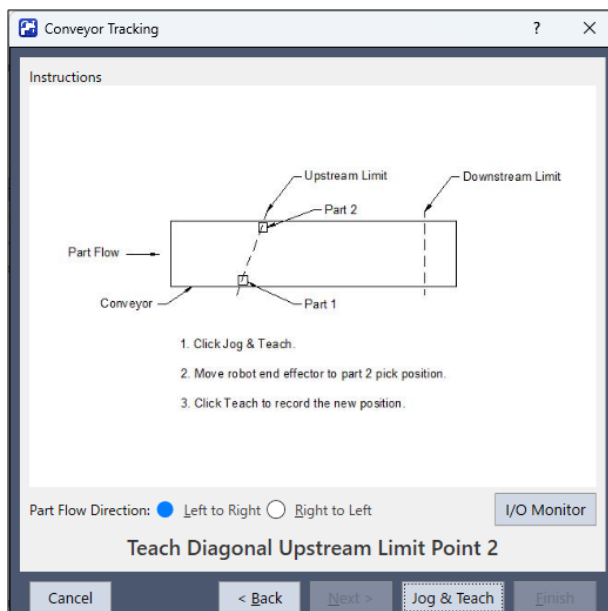 Conveyor Tracking ? ✕
Instructions
Upstream Limit
Downstream Limit
Part 2
Part Flow
Conveyor
Part 1
1. Click Jog & Teach.
2. Move robot end effector to part 2 pick position.
3. Click Teach to record the new position.
Part Flow Direction: Left to Right Right to Left
I/O Monitor
Teach Diagonal Upstream Limit Point 2
Cancel < Back Next > Jog & Teach Finish